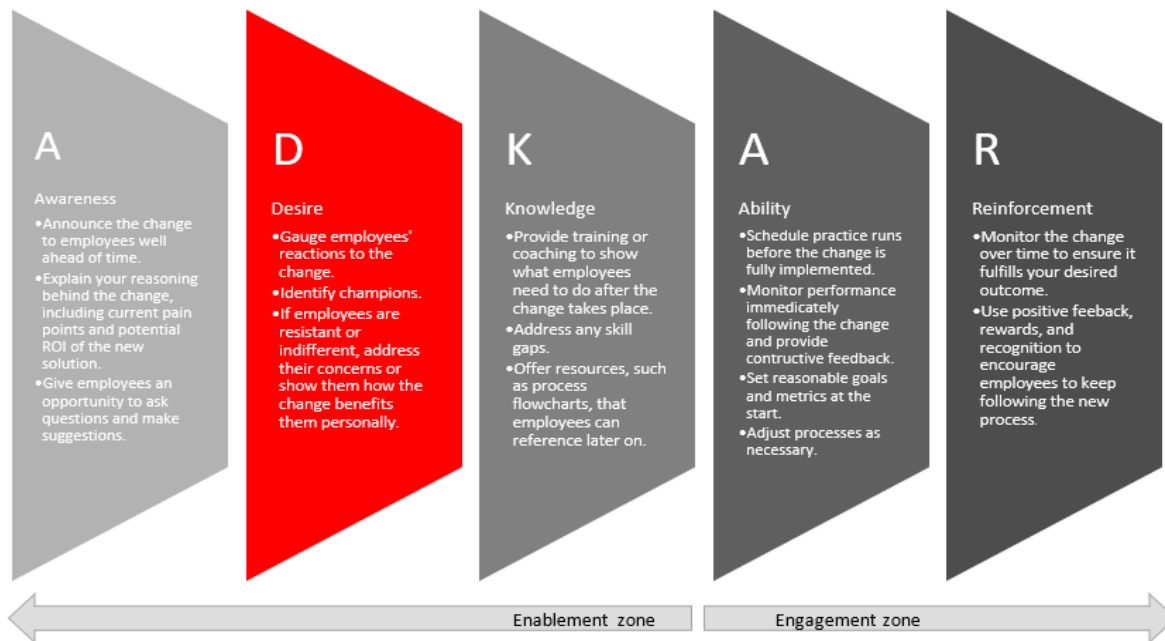 A
Awareness
•Announce the change
to employees well
ahead of time.
•Explain your reasoning
behind the change,
including current pain
points and potential
ROI of the new
solution.
•Give employees an
opportunity to ask
questions and make
suggestions.
D
Desire
•Gauge employees'
reactions to the
change.
•Identify champions.
•If employees are
resistant or
indifferent, address
their concerns or
show them how the
change benefits
them personally.
K
Knowledge
•Provide training or
coaching to show
what employees
need to do after the
change takes place.
•Address any skill
gaps.
•Offer resources, such
as process
flowcharts, that
employees can
reference later on.
A
Ability
•Schedule practice runs
before the change is
fully implemented.
•Monitor performance
immediately
following the change
and provide
contructive feedback.
•Set reasonable goals
and metrics at the
start.
•Adjust processes as
necessary.
R
Reinforcement
•Monitor the change
over time to ensure it
fulfills your desired
outcome.
•Use positive feeback,
rewards, and
recognition to
encourage
employees to keep
following the new
process.
Enablement zone
Engagement zone